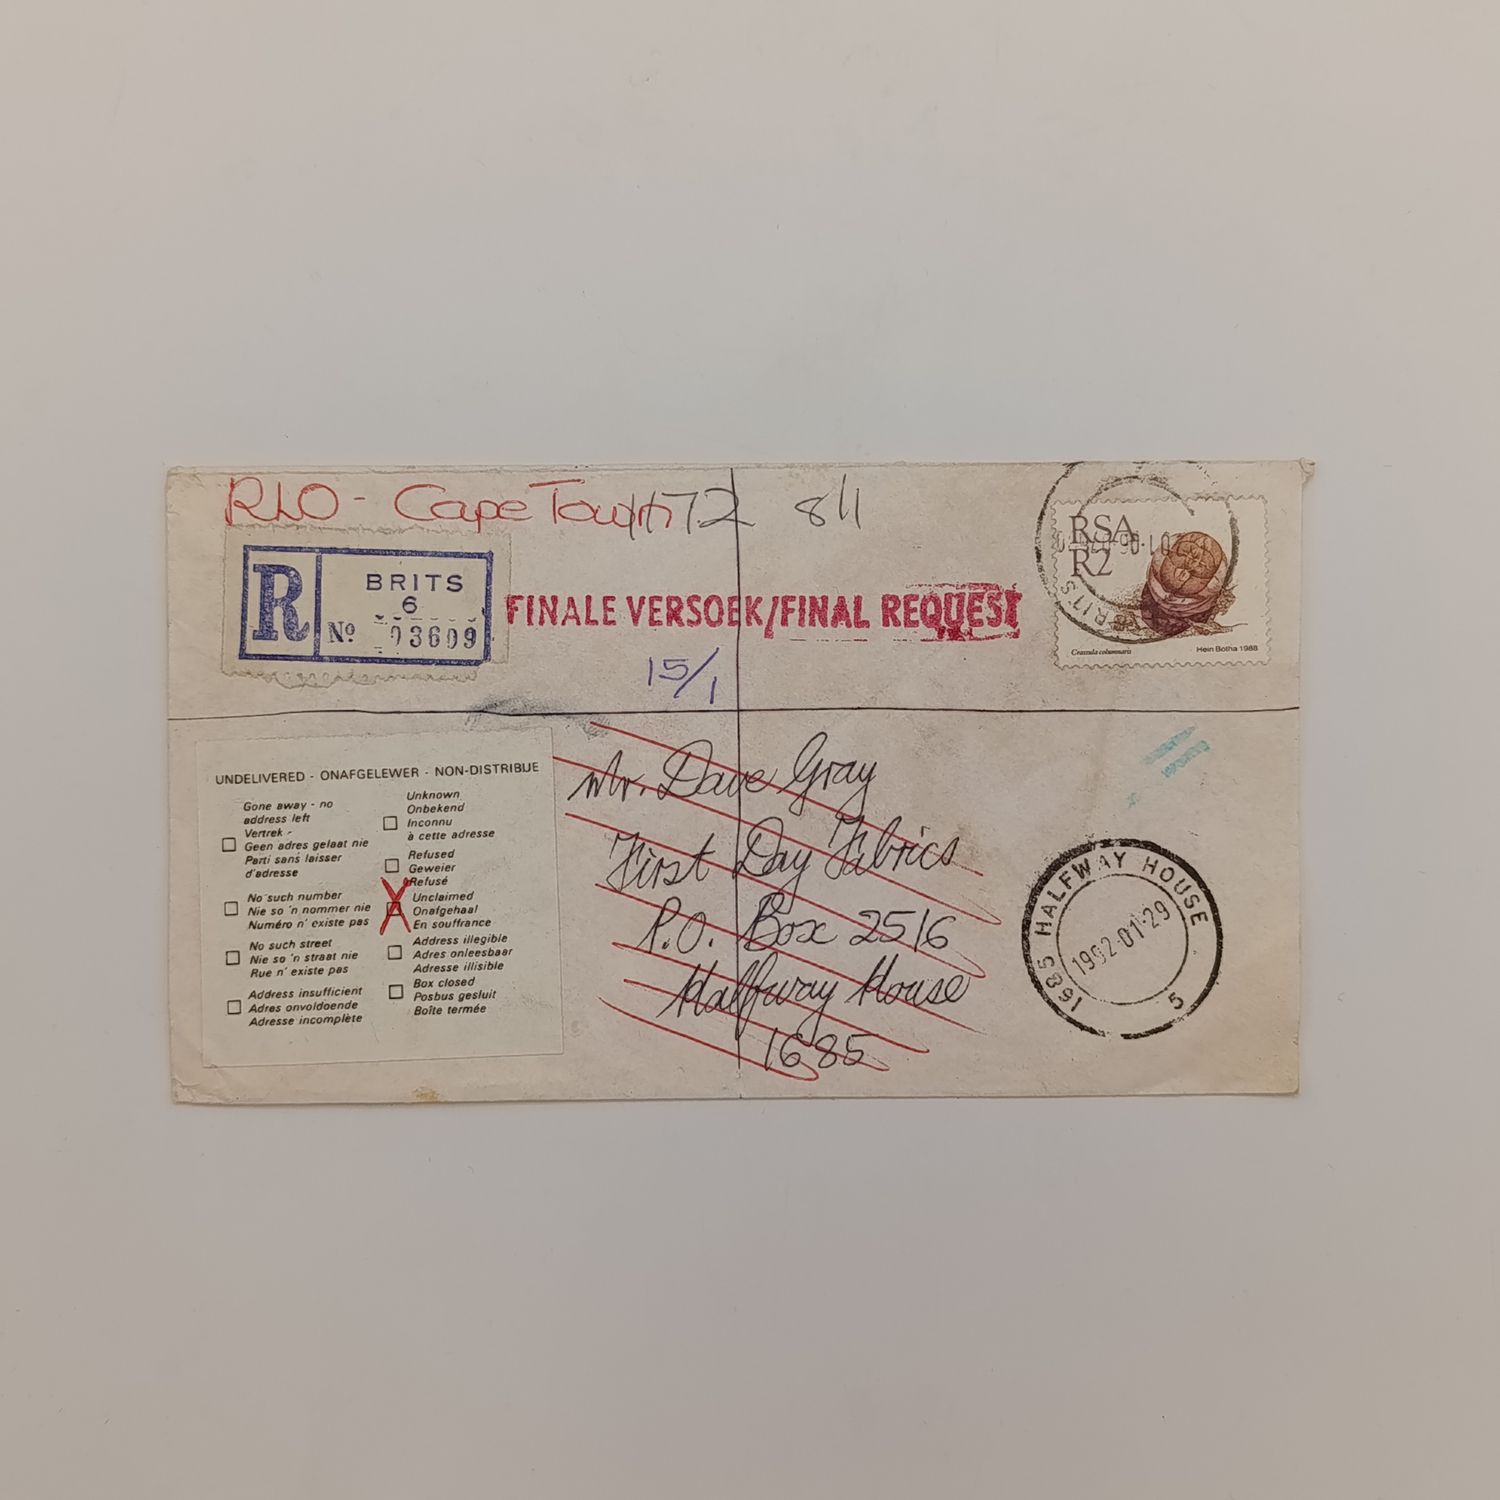 RLO - Cape Town
1172 8/1
R
BRITS
6
No 03609
FINALE VERSOEK/FINAL REQUEST
15/1
RSA
R2
Crassula columnaris
Hein Botha 1988
BRITS
UNDELIVERED - ONAFGELEWER - NON-DISTRIBUE
Gone away - no
address left
Vertrek -
Geen adres gelaat nie
Parti sans laisser
d'adresse
No such number
Nie so 'n nommer nie
Numéro n' existe pas
No such street
Nie so 'n straat nie
Rue n' existe pas
Address insufficient
Adres onvoldoende
Adresse incomplète
Unknown
Onbekend
Inconnu
à cette adresse
Refused
Geweier
Refusé
Unclaimed
Onafgehaal
En souffrance
Address illegible
Adres onleesbaar
Adresse illisible
Box closed
Posbus gesluit
Boîte termée
Mr. Dave Gray
First Day Fabrics
P.O. Box 2516
Halfway House
1685
1685 HALFWAY HOUSE
1992-01-29
5